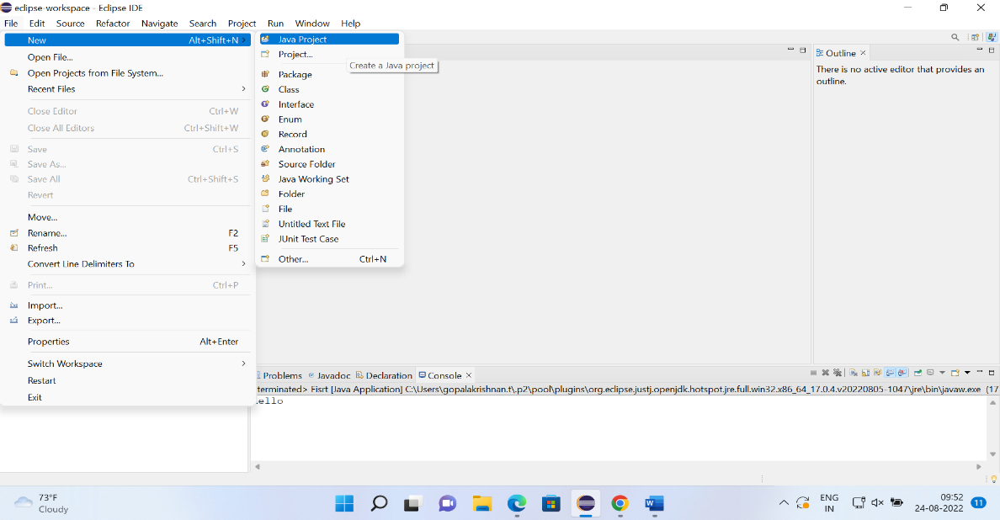 eclipse-workspace - Eclipse IDE
File Edit Source Refactor Navigate Search Project Run Window Help
New Alt+Shift+N
Open File...
Open Projects from File System...
Recent Files
Close Editor Ctrl+W
Close All Editors Ctrl+Shift+W
Save Ctrl+S
Save As...
Save All Ctrl+Shift+S
Revert
Move...
Rename... F2
Refresh F5
Convert Line Delimiters To
Print... Ctrl+P
Import...
Export...
Properties Alt+Enter
Switch Workspace
Restart
Exit
Java Project
Project...
Create a Java project
Package
Class
Interface
Enum
Record
Annotation
Source Folder
Java Working Set
Folder
File
Untitled Text File
JUnit Test Case
Other... Ctrl+N
Outline
There is no active editor that provides an
outline.
Problems Javadoc Declaration Console
terminated> Fisrt [Java Application] C:\Users\gopalakrishnan.t\.p2\pool\plugins\org.eclipse.justj.openjdk.hotspot.jre.full.win32.x86_64_17.0.4.v20220805-1047\jre\bin\javaw.exe (17
ello
73°F
Cloudy
ENG
IN
09:52
24-08-2022
11